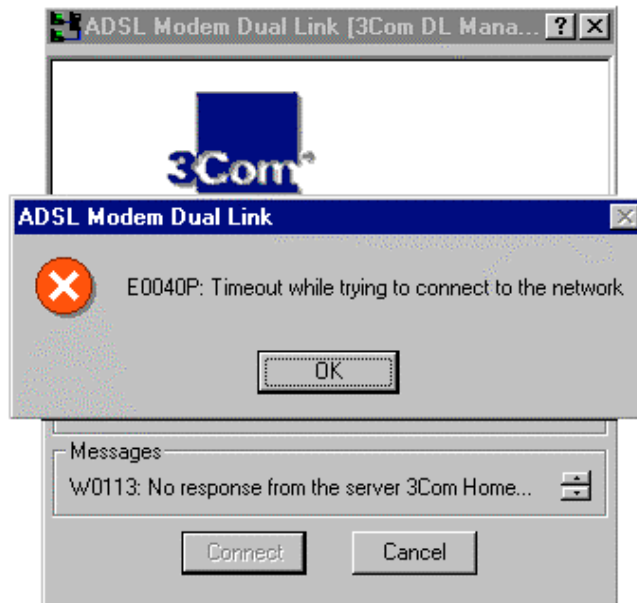 ADSL Modem Dual Link [3Com DL Mana...
3Com
ADSL Modem Dual Link
E0040P: Timeout while trying to connect to the network
OK
Messages
W0113: No response from the server 3Com Home...
Connect
Cancel